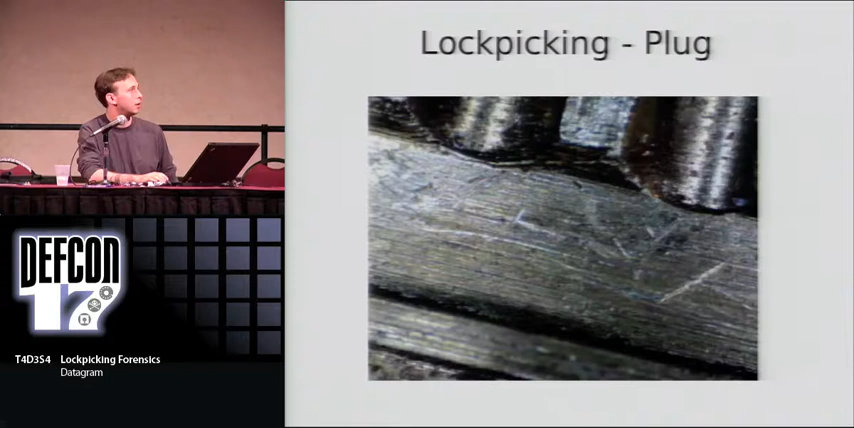 Lockpicking - Plug
DEFCON
17
T4D3S4 Lockpicking Forensics
Datagram